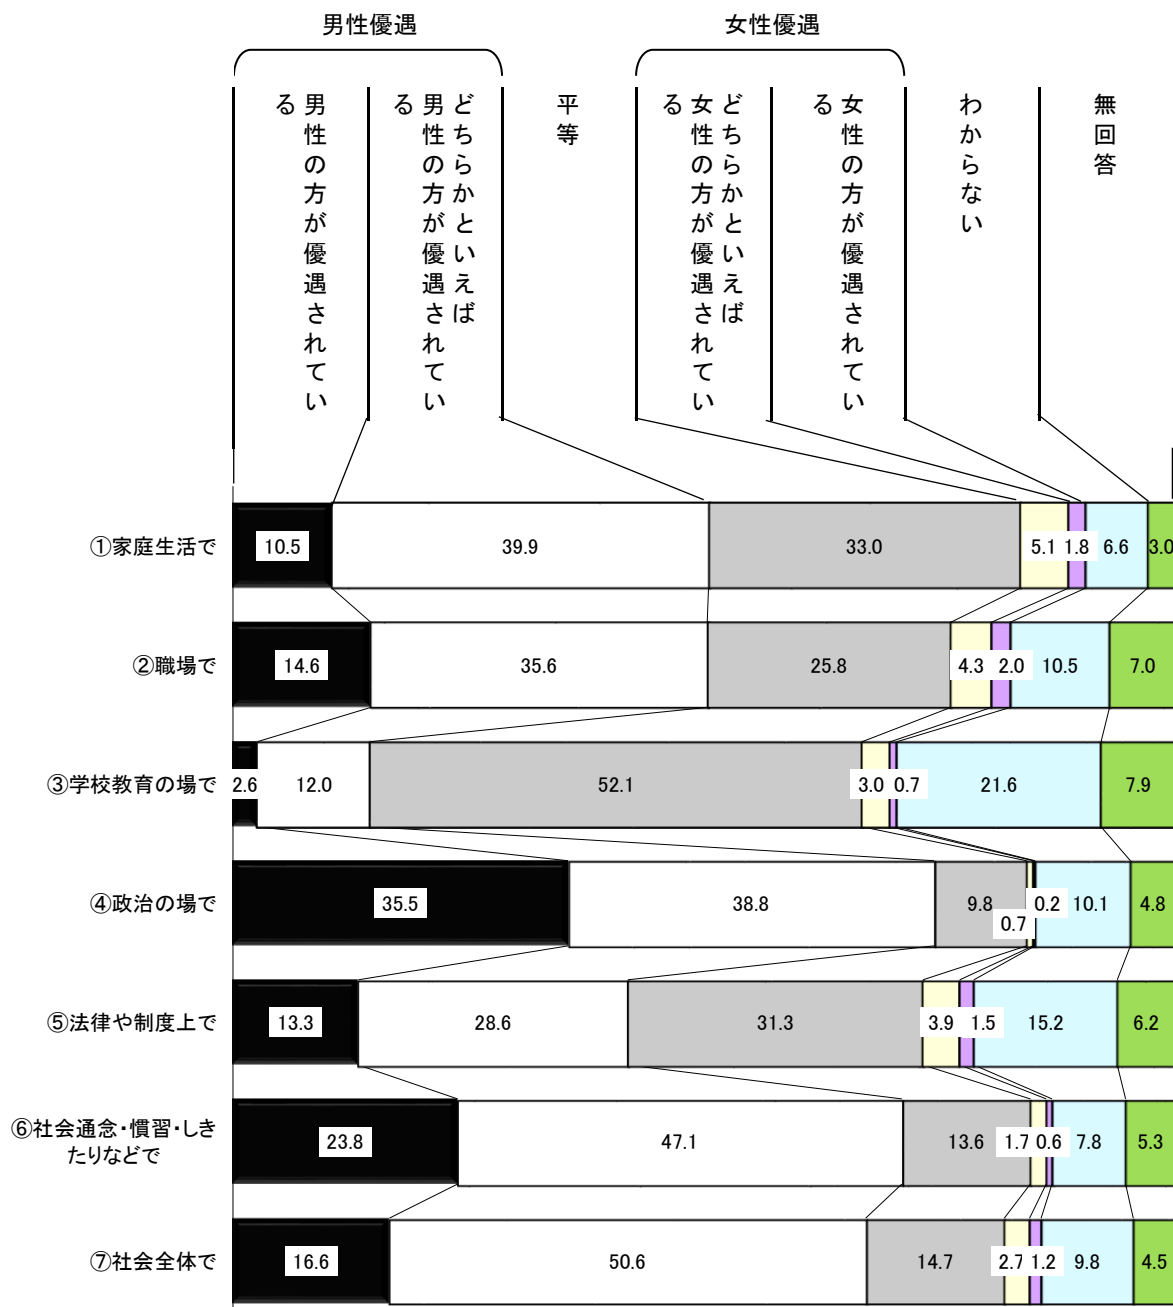 男性優遇
女性優遇
男性の方が優遇されてい
る
どちらかといえば
男性の方が優遇されてい
る
平等
どちらかといえば
女性の方が優遇されてい
る
女性の方が優遇されてい
る
わからない
無回答
①家庭生活で
10.5
39.9
33.0
5.1
1.8
6.6
3.0
②職場で
14.6
35.6
25.8
4.3
2.0
10.5
7.0
③学校教育の場で
2.6
12.0
52.1
3.0
0.7
21.6
7.9
④政治の場で
35.5
38.8
9.8
0.7
0.2
10.1
4.8
⑤法律や制度上で
13.3
28.6
31.3
3.9
1.5
15.2
6.2
⑥社会通念・慣習・しき
たりなどで
23.8
47.1
13.6
1.7
0.6
7.8
5.3
⑦社会全体で
16.6
50.6
14.7
2.7
1.2
9.8
4.5